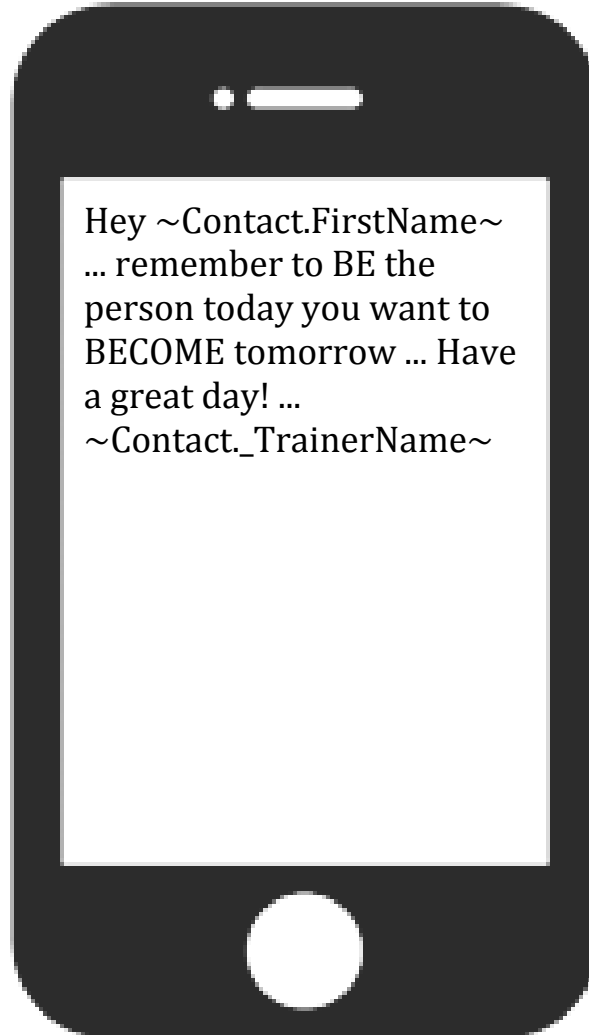 Hey ~Contact.FirstName~
... remember to BE the
person today you want to
BECOME tomorrow ... Have
a great day! ...
~Contact._TrainerName~